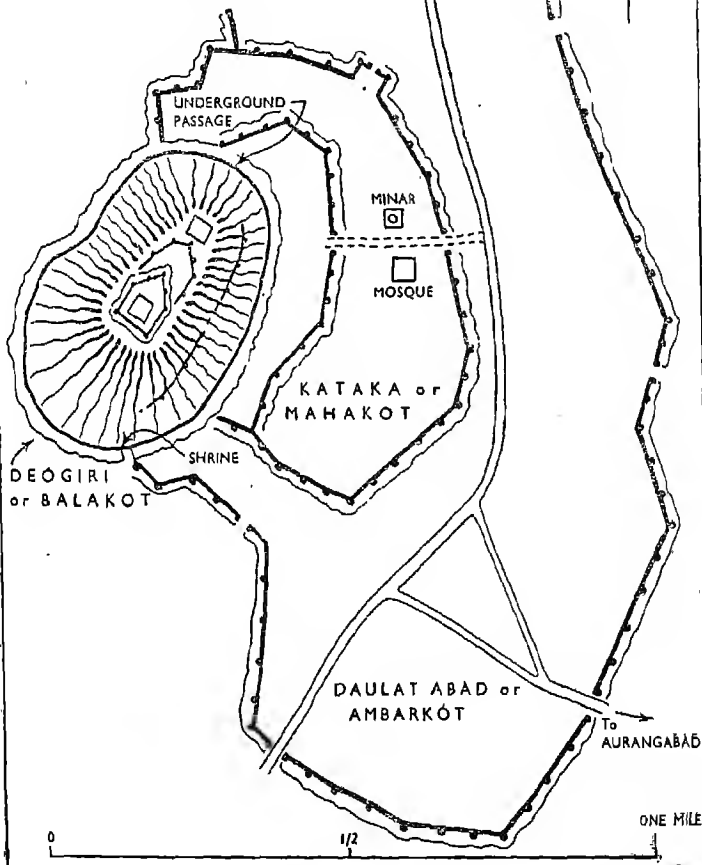 UNDERGROUND
PASSAGE
MINAR
MOSQUE
KATAKA or
MAHAKOT
SHRINE
DEOGIRI
or BALAKOT
DAULAT ABAD or
AMBARKÓT
To
AURANGABĀD
0
1/2
ONE MILE